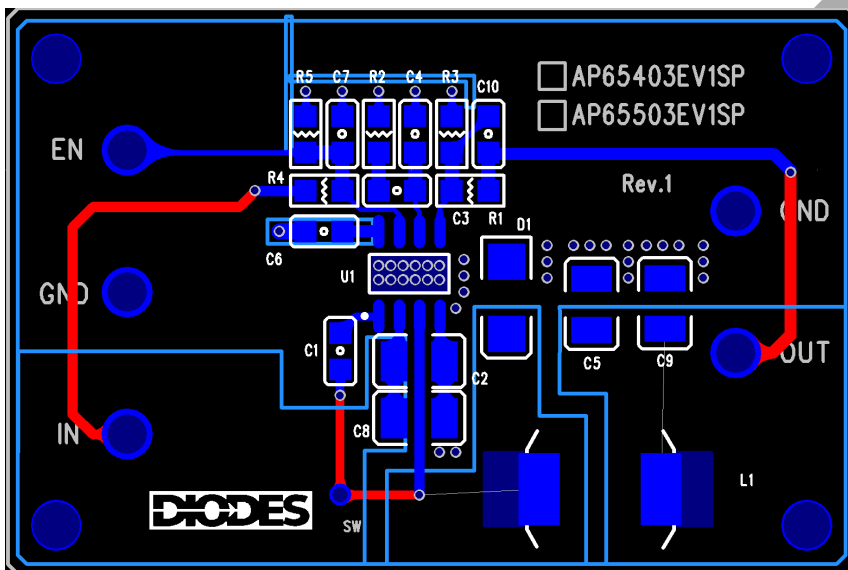 R5 C7 R2 C4 R3 C10
AP65403EV1SP
AP65503EV1SP
EN
R4
Rev.1
C3 R1 D1
GND
C6
U1
GND
C1
C2
C5
C9
OUT
C8
IN
L1
DIODES
SW